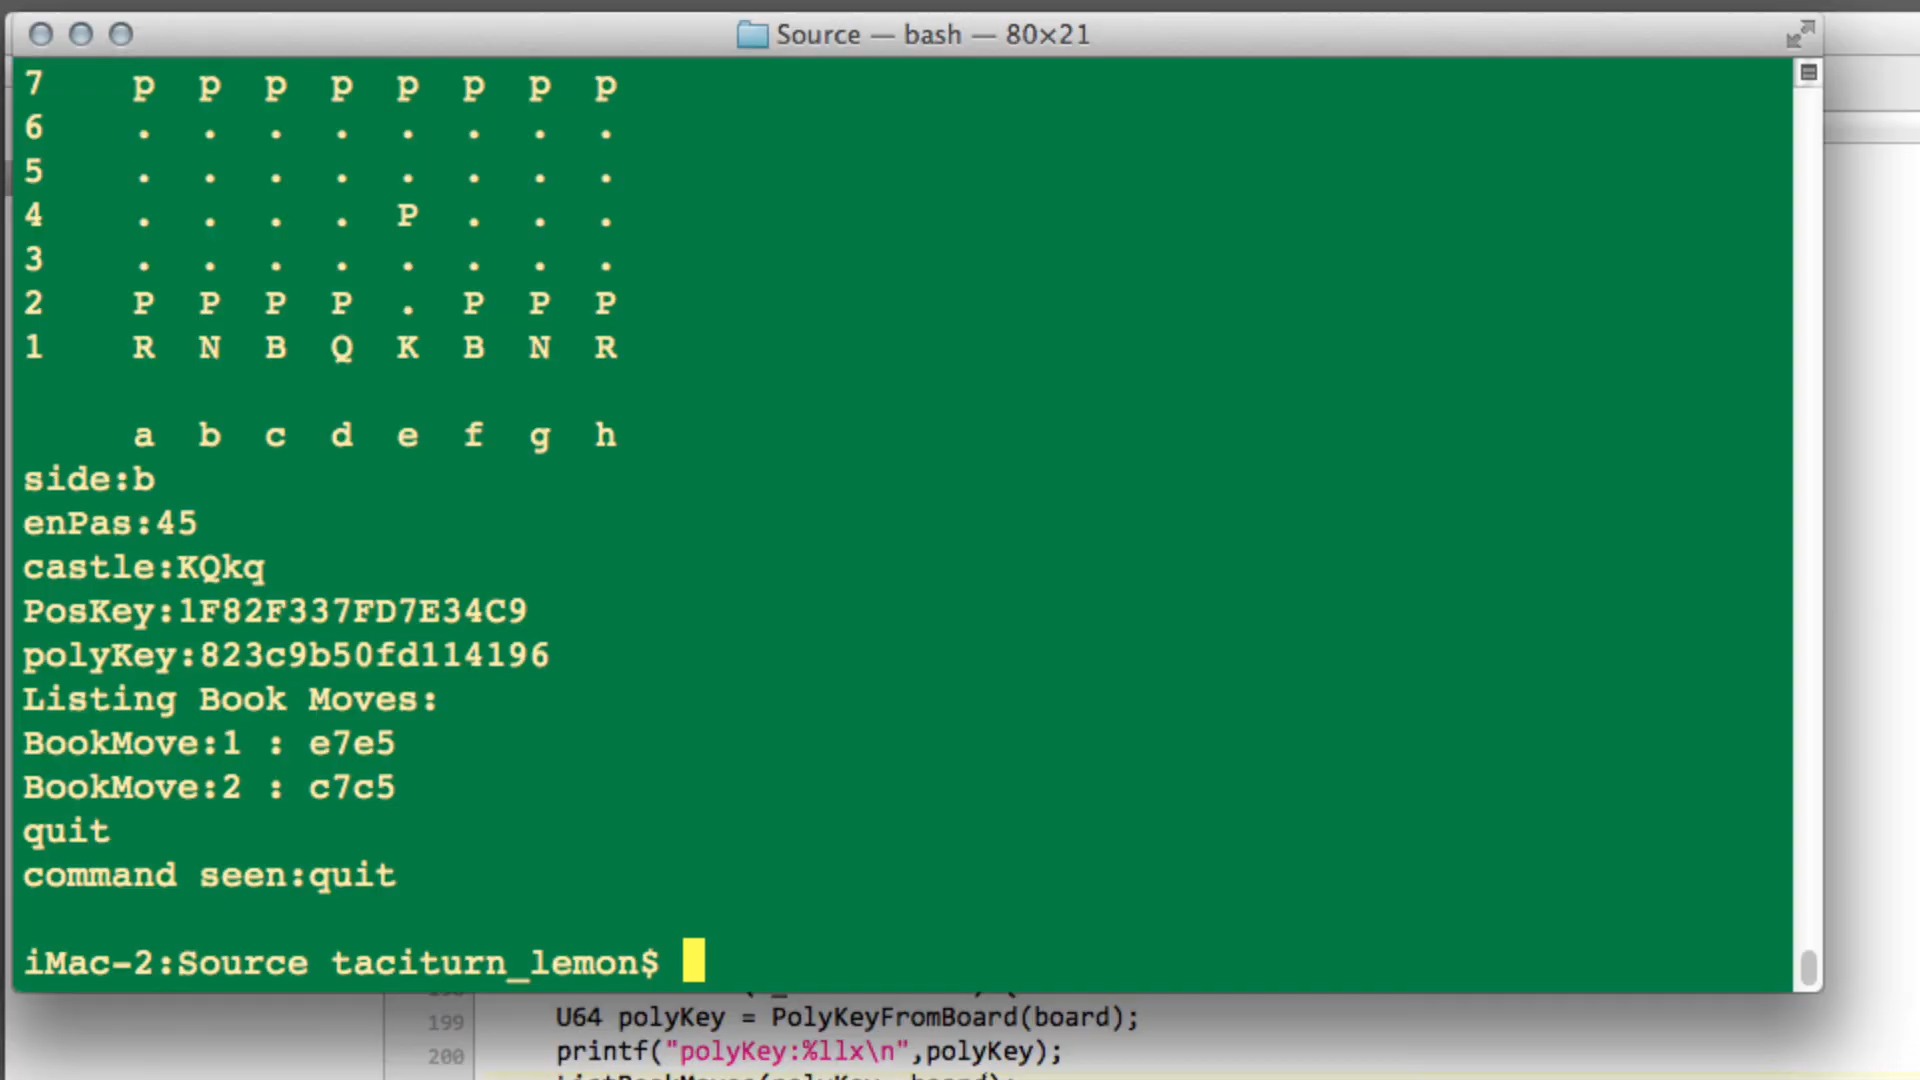 Source — bash — 80×21
7 p p p p p p p p
6 . . . . . . . .
5 . . . . . . . .
4 . . . . P . . .
3 . . . . . . . .
2 P P P P . P P P
1 R N B Q K B N R
a b c d e f g h
side:b
enPas:45
castle:KQkq
PosKey:1F82F337FD7E34C9
polyKey:823c9b50fd114196
Listing Book Moves:
BookMove:1 : e7e5
BookMove:2 : c7c5
quit
command seen:quit
iMac-2:Source taciturn_lemon$
199 U64 polyKey = PolyKeyFromBoard(board);
200 printf("polyKey:%llx\n",polyKey);